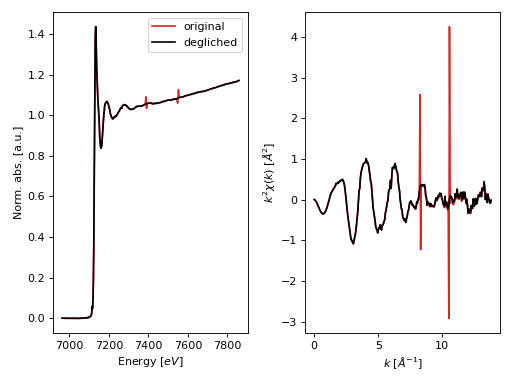 original
degliched
Norm. abs. [a.u.]
1.4
1.2
1.0
0.8
0.6
0.4
0.2
0.0
7000 7200 7400 7600 7800
Energy [eV]
k²χ(k) [Å²]
4
3
2
1
0
−1
−2
−3
0 5 10
k [Å⁻¹]